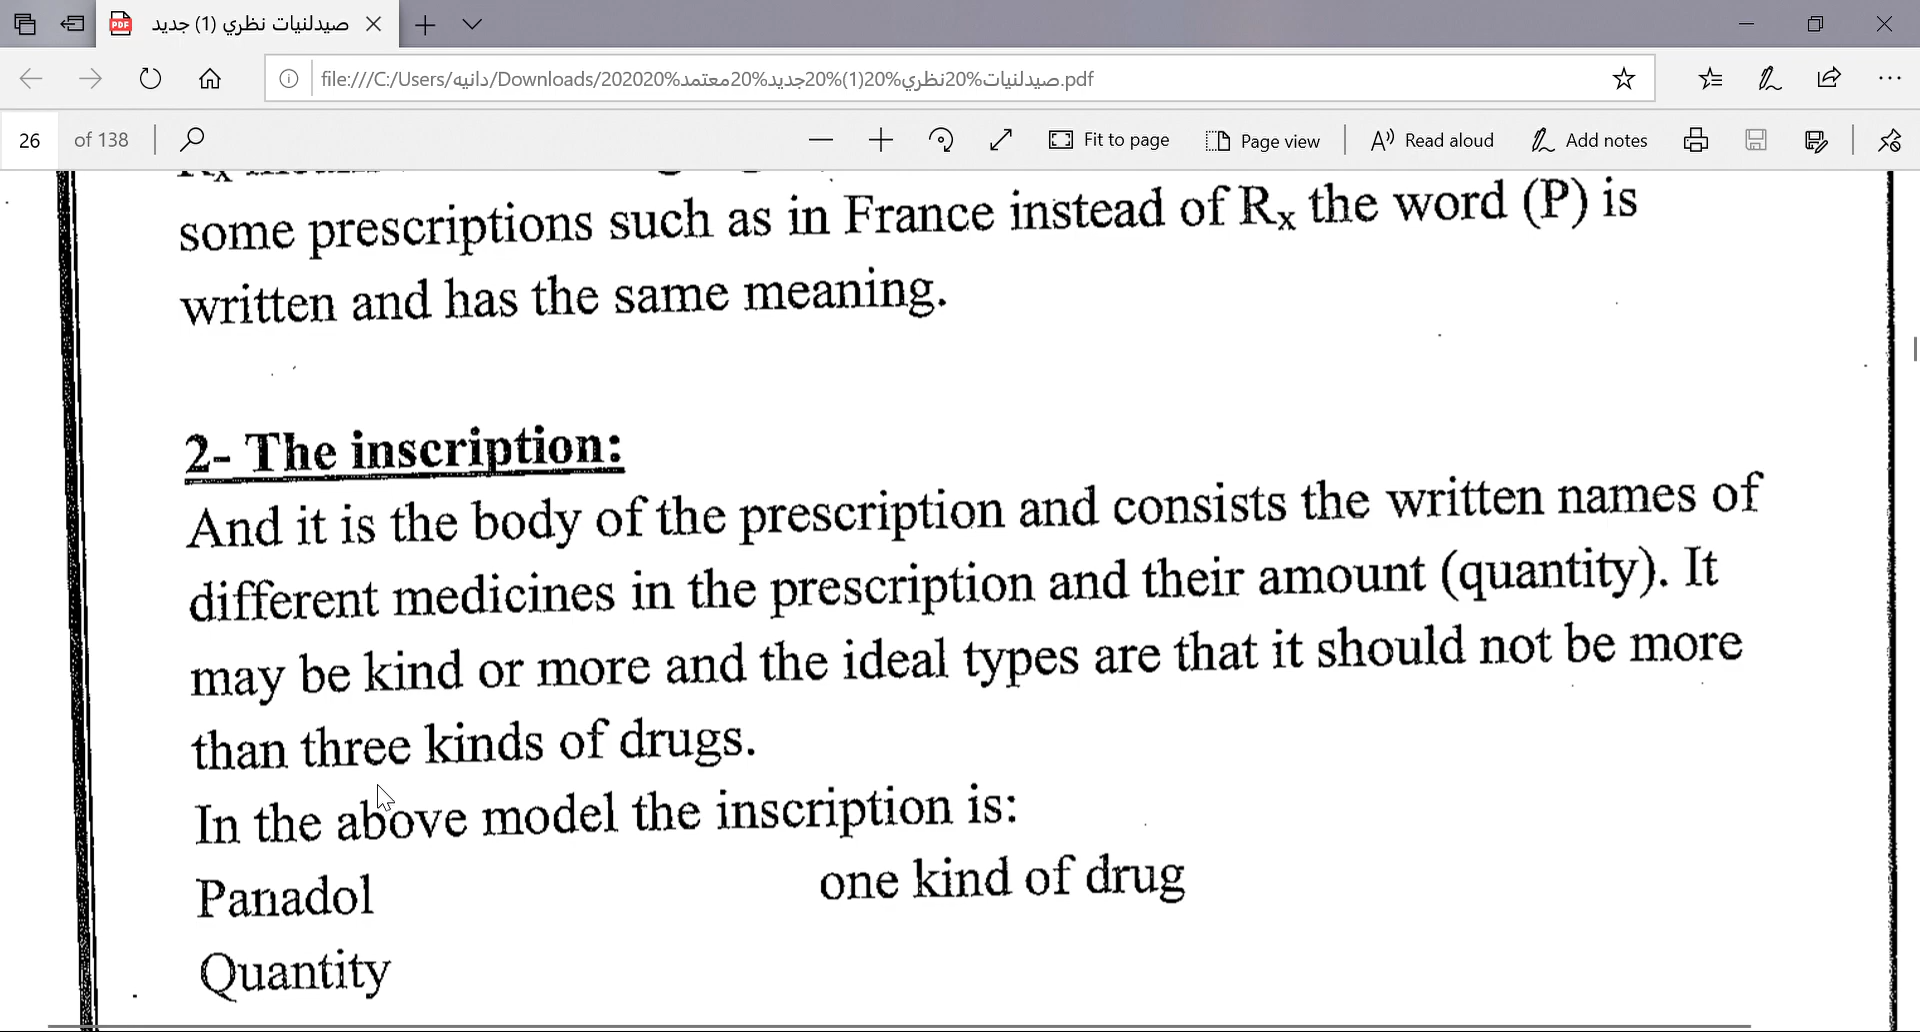 صيدلنيات نظري (1) جديد
file:///C:/Users/دانيه/Downloads/202020%صيدلنيات%20نظري%20(1)%20جديد%20معتمد.pdf
26 of 138
Fit to page
Page view
Read aloud
Add notes
some prescriptions such as in France instead of Rx the word (P) is
written and has the same meaning.
2- The inscription:
And it is the body of the prescription and consists the written names of
different medicines in the prescription and their amount (quantity). It
may be kind or more and the ideal types are that it should not be more
than three kinds of drugs.
In the above model the inscription is:
Panadol one kind of drug
Quantity